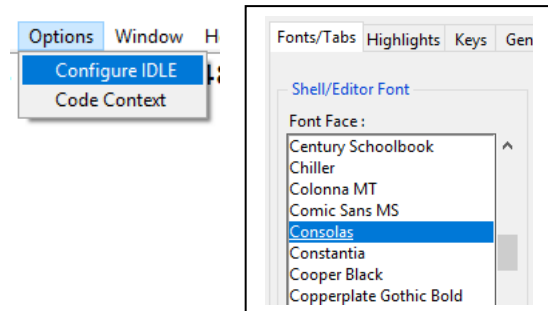 Options Window
Configure IDLE
Code Context
Fonts/Tabs Highlights Keys Gen
Shell/Editor Font
Font Face :
Century Schoolbook
Chiller
Colonna MT
Comic Sans MS
Consolas
Constantia
Cooper Black
Copperplate Gothic Bold